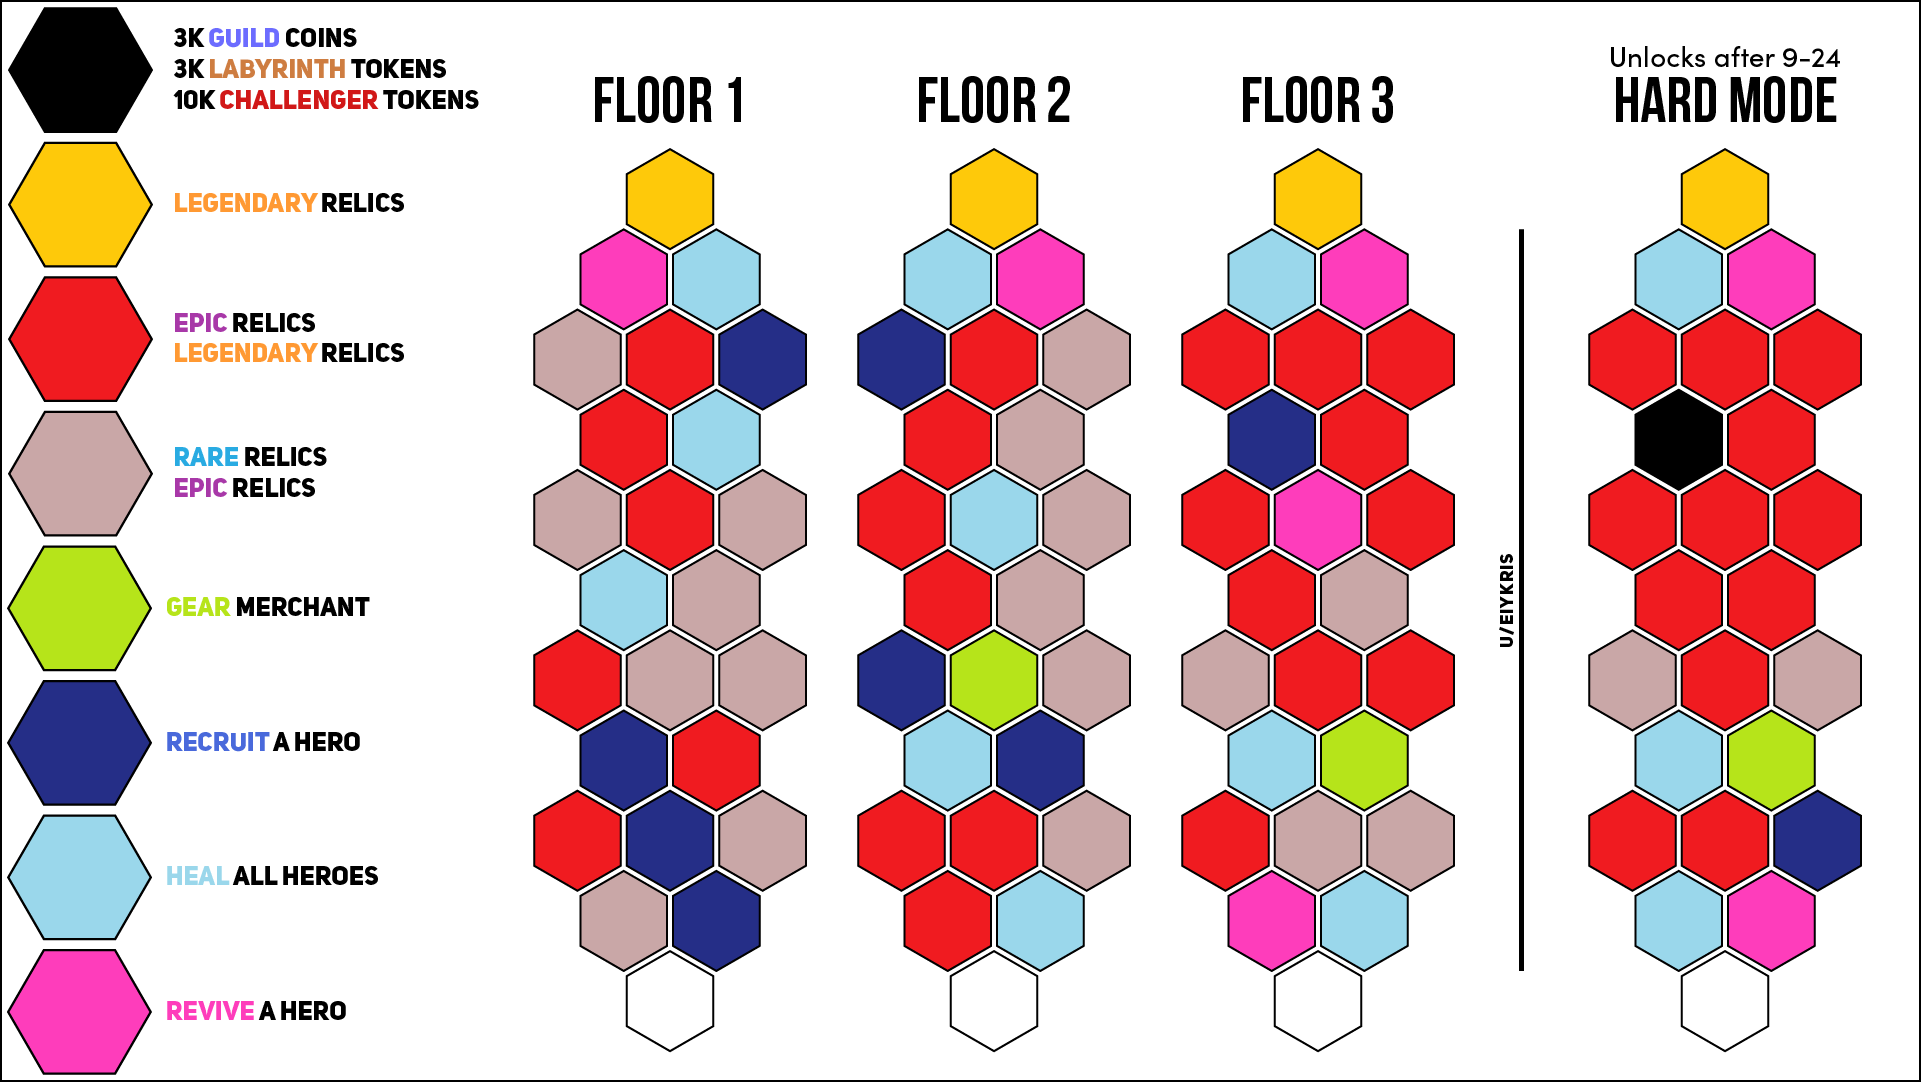 3K GUILD COINS
3K LABYRINTH TOKENS
10K CHALLENGER TOKENS
LEGENDARY RELICS
EPIC RELICS
LEGENDARY RELICS
RARE RELICS
EPIC RELICS
GEAR MERCHANT
RECRUIT A HERO
HEAL ALL HEROES
REVIVE A HERO
FLOOR 1
FLOOR 2
FLOOR 3
Unlocks after 9-24
HARD MODE
U/EIYKRIS